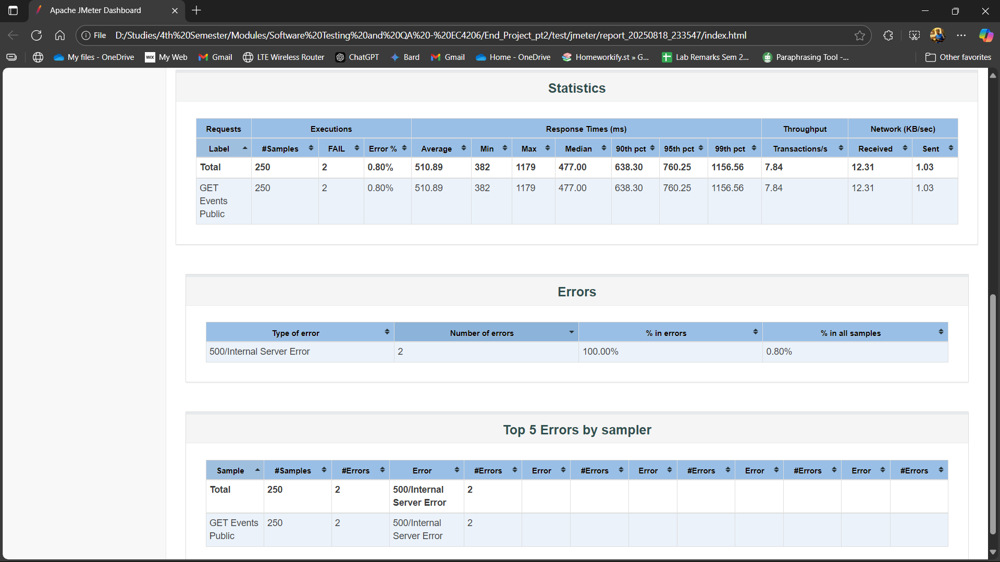 Apache JMeter Dashboard
File D:/Studies/4th%20Semester/Modules/Software%20Testing%20and%20QA%20-%20EC4206/End_Project_pt2/test/jmeter/report_20250818_233547/index.html
My files - OneDrive WiX My Web Gmail LTE Wireless Router ChatGPT Bard Gmail Home - OneDrive Homeworkify.st » G... Lab Remarks Sem 2... Paraphrasing Tool -... Other favorites
Statistics
Requests Executions Response Times (ms) Throughput Network (KB/sec)
Label #Samples FAIL Error % Average Min Max Median 90th pct 95th pct 99th pct Transactions/s Received Sent
Total 250 2 0.80% 510.89 382 1179 477.00 638.30 760.25 1156.56 7.84 12.31 1.03
GET 250 2 0.80% 510.89 382 1179 477.00 638.30 760.25 1156.56 7.84 12.31 1.03
Events
Public
Errors
Type of error Number of errors % in errors % in all samples
500/Internal Server Error 2 100.00% 0.80%
Top 5 Errors by sampler
Sample #Samples #Errors Error #Errors Error #Errors Error #Errors Error #Errors Error #Errors
Total 250 2 500/Internal 2
Server Error
GET Events 250 2 500/Internal 2
Public Server Error